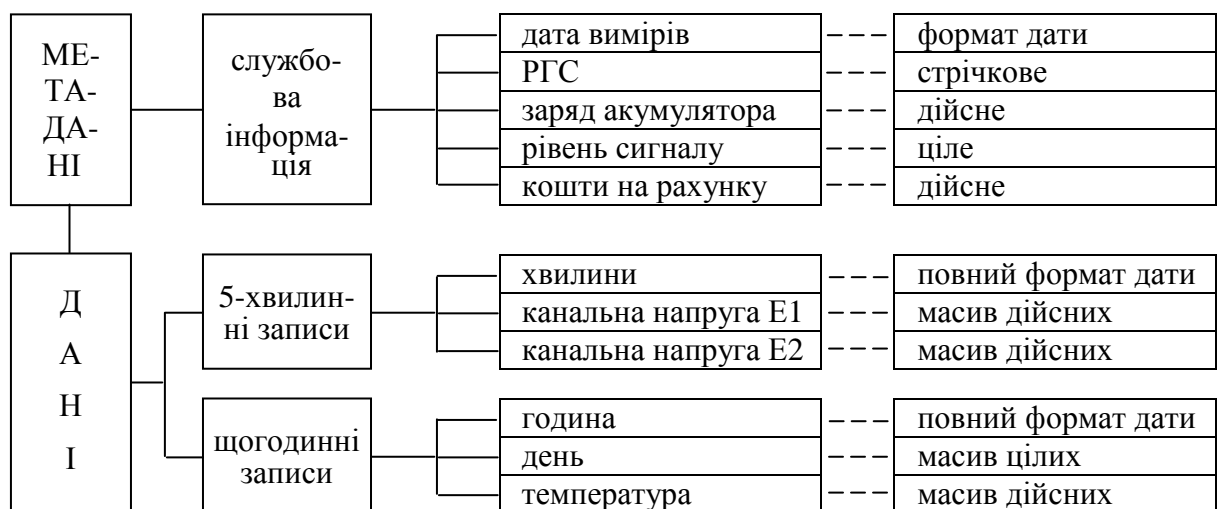 МЕ-
ТА-
ДА-
НІ
службо-
ва
інформа-
ція
дата вимірів
формат дати
РГС
стрічкове
заряд акумулятора
дійсне
рівень сигналу
ціле
кошти на рахунку
дійсне
Д
А
Н
І
5-хвилин-
ні записи
хвилини
повний формат дати
канальна напруга Е1
масив дійсних
канальна напруга Е2
масив дійсних
щогодинні
записи
година
повний формат дати
день
масив цілих
температура
масив дійсних